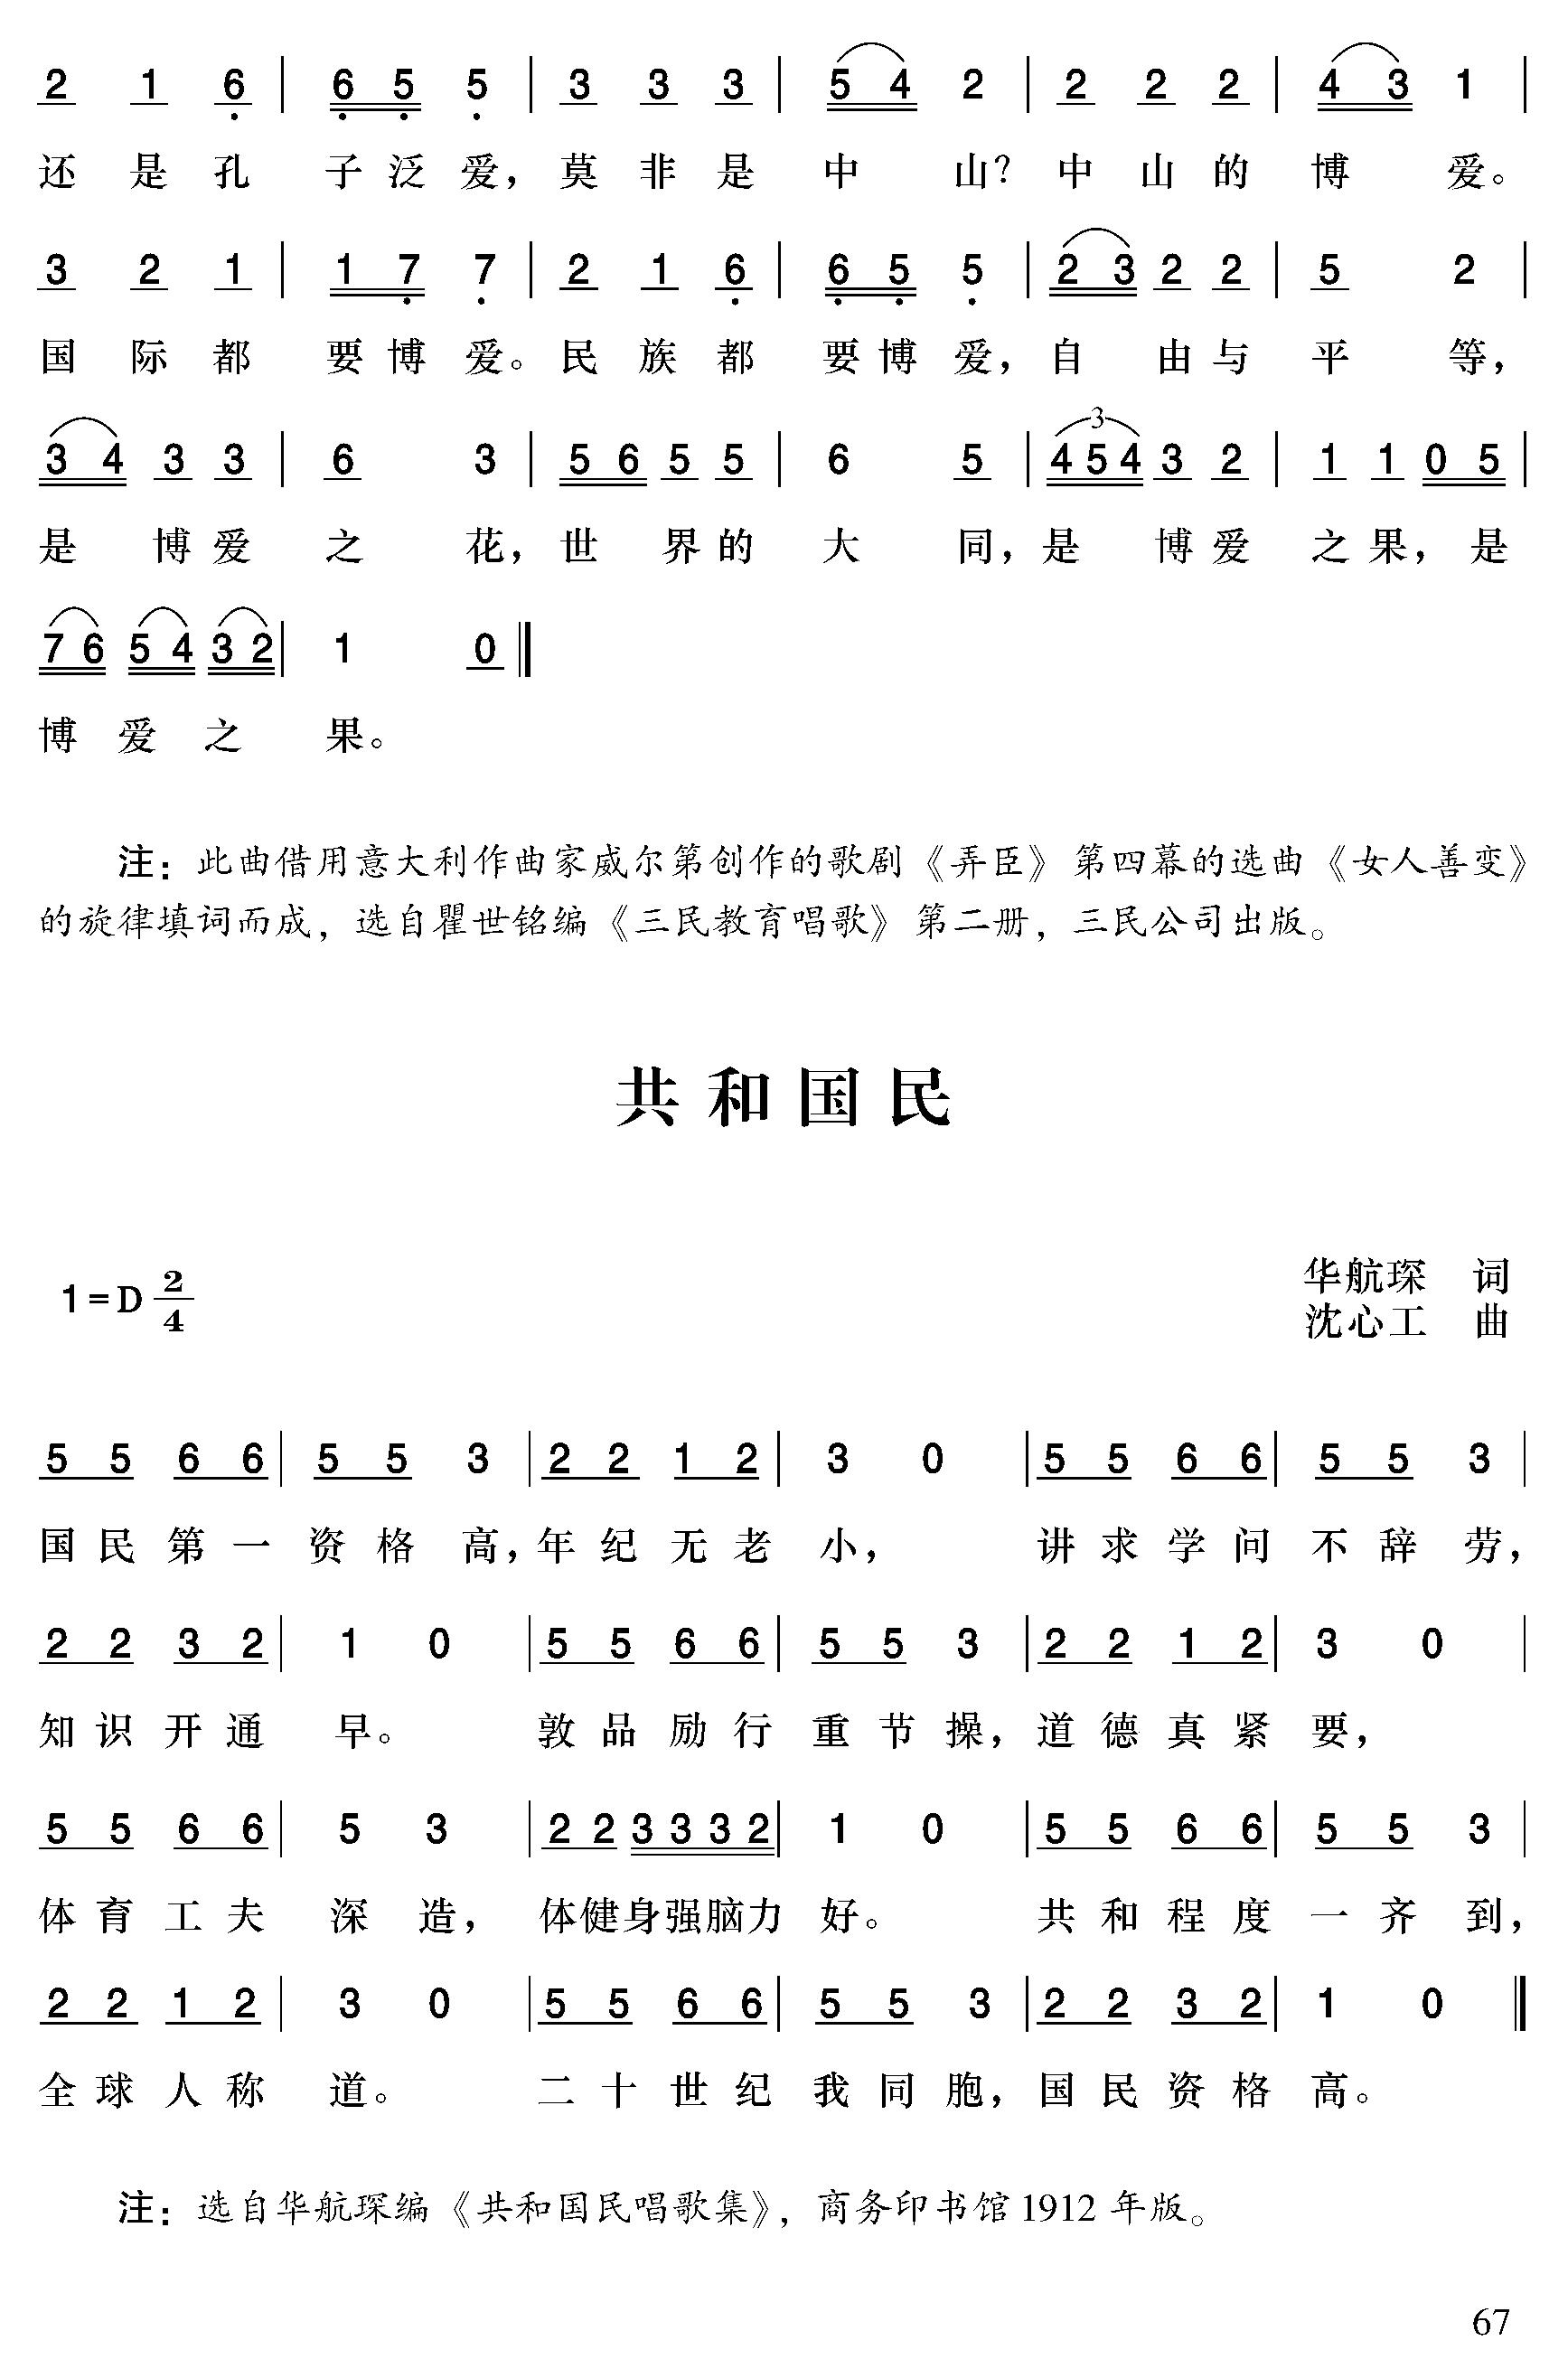 2 1 6 | 6 5 5 | 3 3 3 | 5 4 2 | 2 2 2 | 4 3 1 |
还是孔子泛爱，莫非是中山？中山的博爱。
3 2 1 | 1 7 7 | 2 1 6 | 6 5 5 | 2 3 2 2 | 5 2 |
国际都要博爱。民族都要博爱，自由与平等，
3
3 4 3 3 | 6 3 | 5 6 5 5 | 6 5 | 4 5 4 3 2 | 1 1 0 5 |
是博爱之花，世界的大同，是博爱之果，是
7 6 5 4 3 2 | 1 0 ‖
博爱之果。
注：此曲借用意大利作曲家威尔第创作的歌剧《弄臣》第四幕的选曲《女人善变》
的旋律填词而成，选自瞿世铭编《三民教育唱歌》第二册，三民公司出版。
共和国民
1=D 2/4
华航琛 词
沈心工 曲
5 5 6 6 | 5 5 3 | 2 2 1 2 | 3 0 | 5 5 6 6 | 5 5 3 |
国民第一资格高，年纪无老小，讲求学问不辞劳，
2 2 3 2 | 1 0 | 5 5 6 6 | 5 5 3 | 2 2 1 2 | 3 0 |
知识开通早。敦品励行重节操，道德真紧要，
5 5 6 6 | 5 3 | 2 2 3 3 3 2 | 1 0 | 5 5 6 6 | 5 5 3 |
体育工夫深造，体健身强脑力好。共和程度一齐到，
2 2 1 2 | 3 0 | 5 5 6 6 | 5 5 3 | 2 2 3 2 | 1 0 ‖
全球人称道。二十世纪我同胞，国民资格高。
注：选自华航琛编《共和国民唱歌集》，商务印书馆1912年版。
67